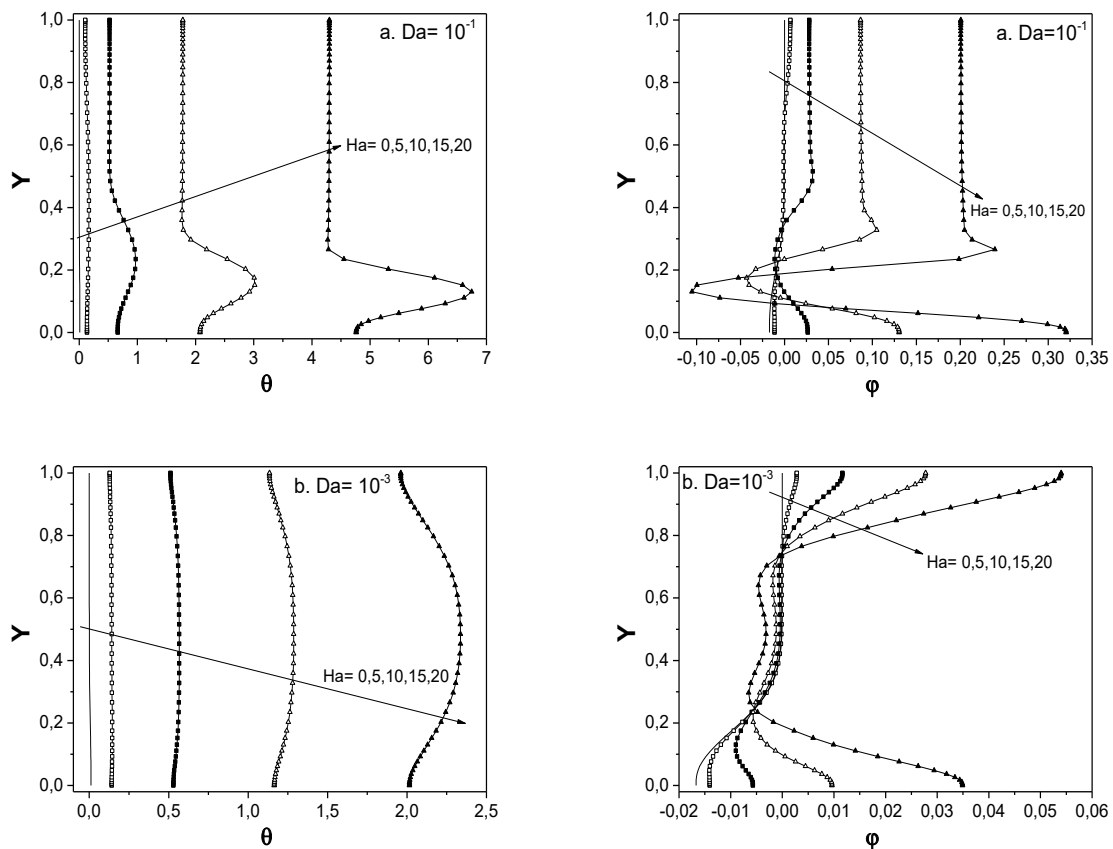 1,0
0,8
0,6
0,4
0,2
0,0
Y
a. Da= 10⁻¹
Ha= 0,5,10,15,20
0 1 2 3 4 5 6 7
θ
1,0
0,8
0,6
0,4
0,2
0,0
Y
a. Da=10⁻¹
Ha= 0,5,10,15,20
-0,10 -0,05 0,00 0,05 0,10 0,15 0,20 0,25 0,30 0,35
φ
1,0
0,8
0,6
0,4
0,2
0,0
Y
b. Da= 10⁻³
Ha= 0,5,10,15,20
0,0 0,5 1,0 1,5 2,0 2,5
θ
1,0
0,8
0,6
0,4
0,2
0,0
Y
b. Da=10⁻³
Ha= 0,5,10,15,20
-0,02 -0,01 0,00 0,01 0,02 0,03 0,04 0,05 0,06
φ